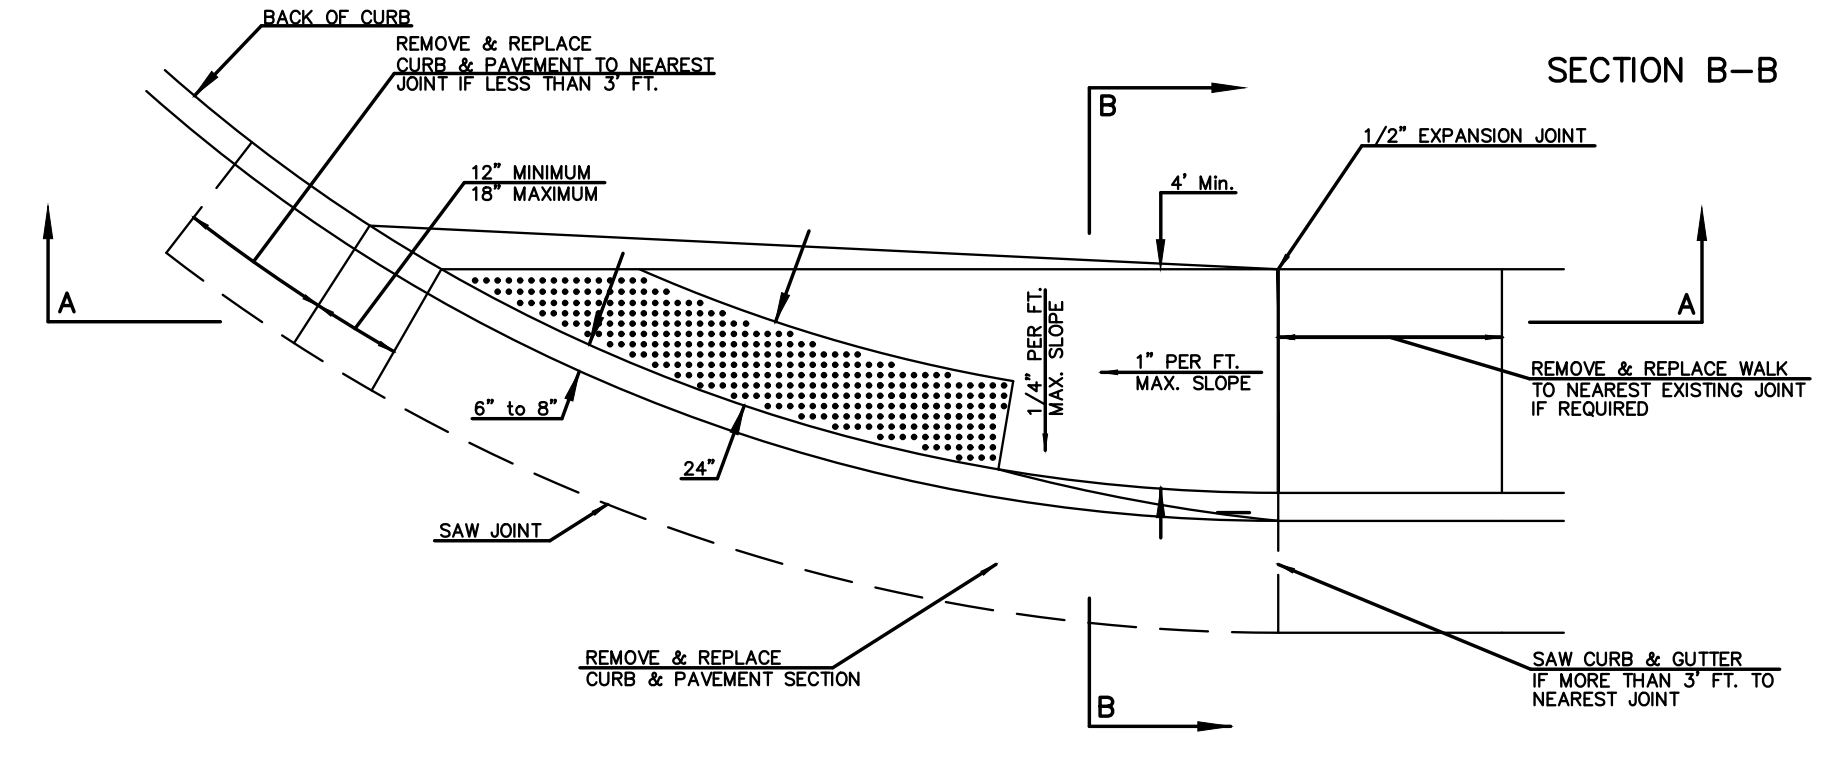 BACK OF CURB
REMOVE & REPLACE
CURB & PAVEMENT TO NEAREST
JOINT IF LESS THAN 3' FT.
SECTION B-B
B
1/2" EXPANSION JOINT
12" MINIMUM
18" MAXIMUM
4' Min.
A
A
1/4" PER FT.
MAX. SLOPE
1" PER FT.
MAX. SLOPE
REMOVE & REPLACE WALK
TO NEAREST EXISTING JOINT
IF REQUIRED
6" to 8"
24"
SAW JOINT
REMOVE & REPLACE
CURB & PAVEMENT SECTION
SAW CURB & GUTTER
IF MORE THAN 3' FT. TO
NEAREST JOINT
B